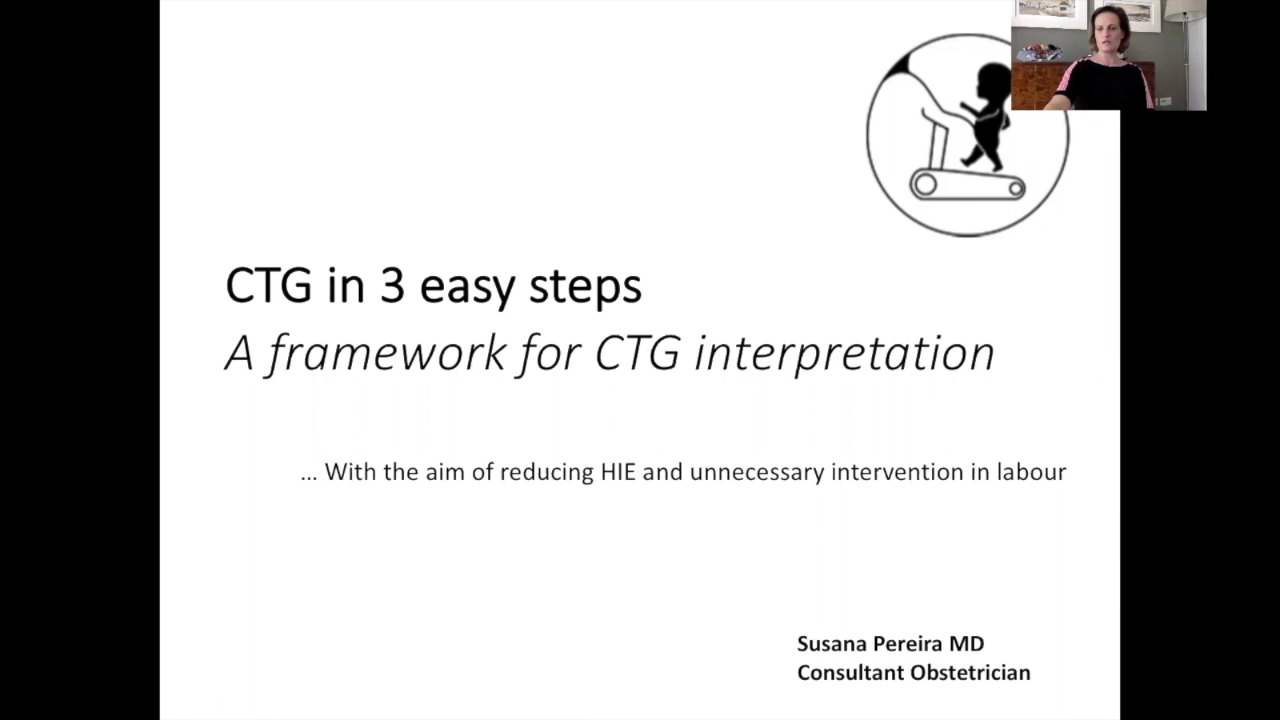 CTG in 3 easy steps
A framework for CTG interpretation
... With the aim of reducing HIE and unnecessary intervention in labour
Susana Pereira MD
Consultant Obstetrician